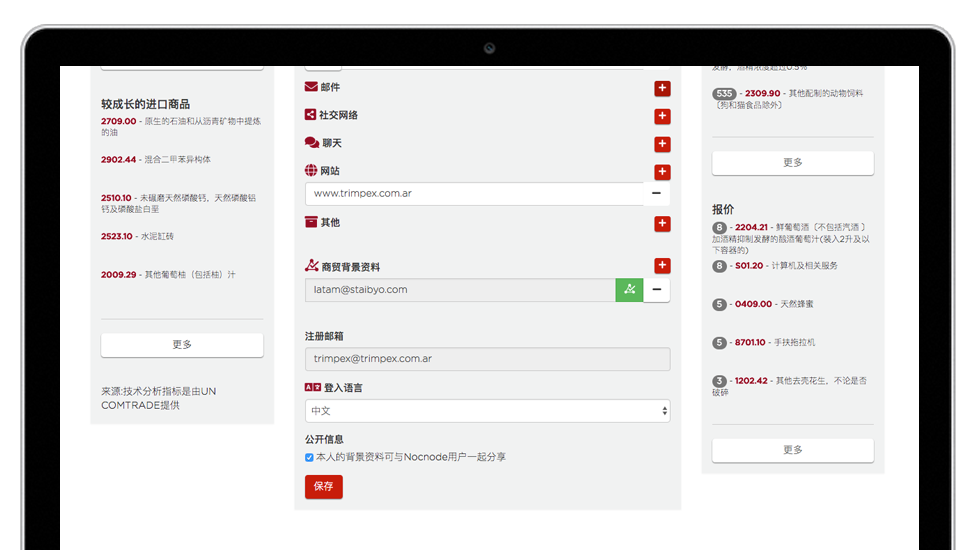 较成长的进口商品
2709.00 - 原生的石油和从沥青矿物中提炼
的油
2902.44 - 混合二甲苯异构体
2510.10 - 未碾磨天然磷酸钙，天然磷酸铝
钙及磷酸盐白垩
2523.10 - 水泥缸砖
2009.29 - 其他葡萄柚（包括柚）汁
更多
来源:技术分析指标是由UN
COMTRADE提供
邮件
社交网络
聊天
网站
www.trimpex.com.ar
其他
商贸背景资料
latam@staibyo.com
注册邮箱
trimpex@trimpex.com.ar
登入语言
中文
公开信息
本人的背景资料可与Nocnode用户一起分享
保存
发酵，酒精浓度超过0.5%
535 - 2309.90 - 其他配制的动物饲料
〔狗和猫食品除外〕
更多
报价
8 - 2204.21 - 鲜葡萄酒〔不包括汽酒 〕
加酒精抑制发酵的酤酒葡萄汁(装入2升及以
下容器的)
8 - S01.20 - 计算机及相关服务
5 - 0409.00 - 天然蜂蜜
5 - 8701.10 - 手扶拖拉机
3 - 1202.42 - 其他去壳花生，不论是否
破碎
更多